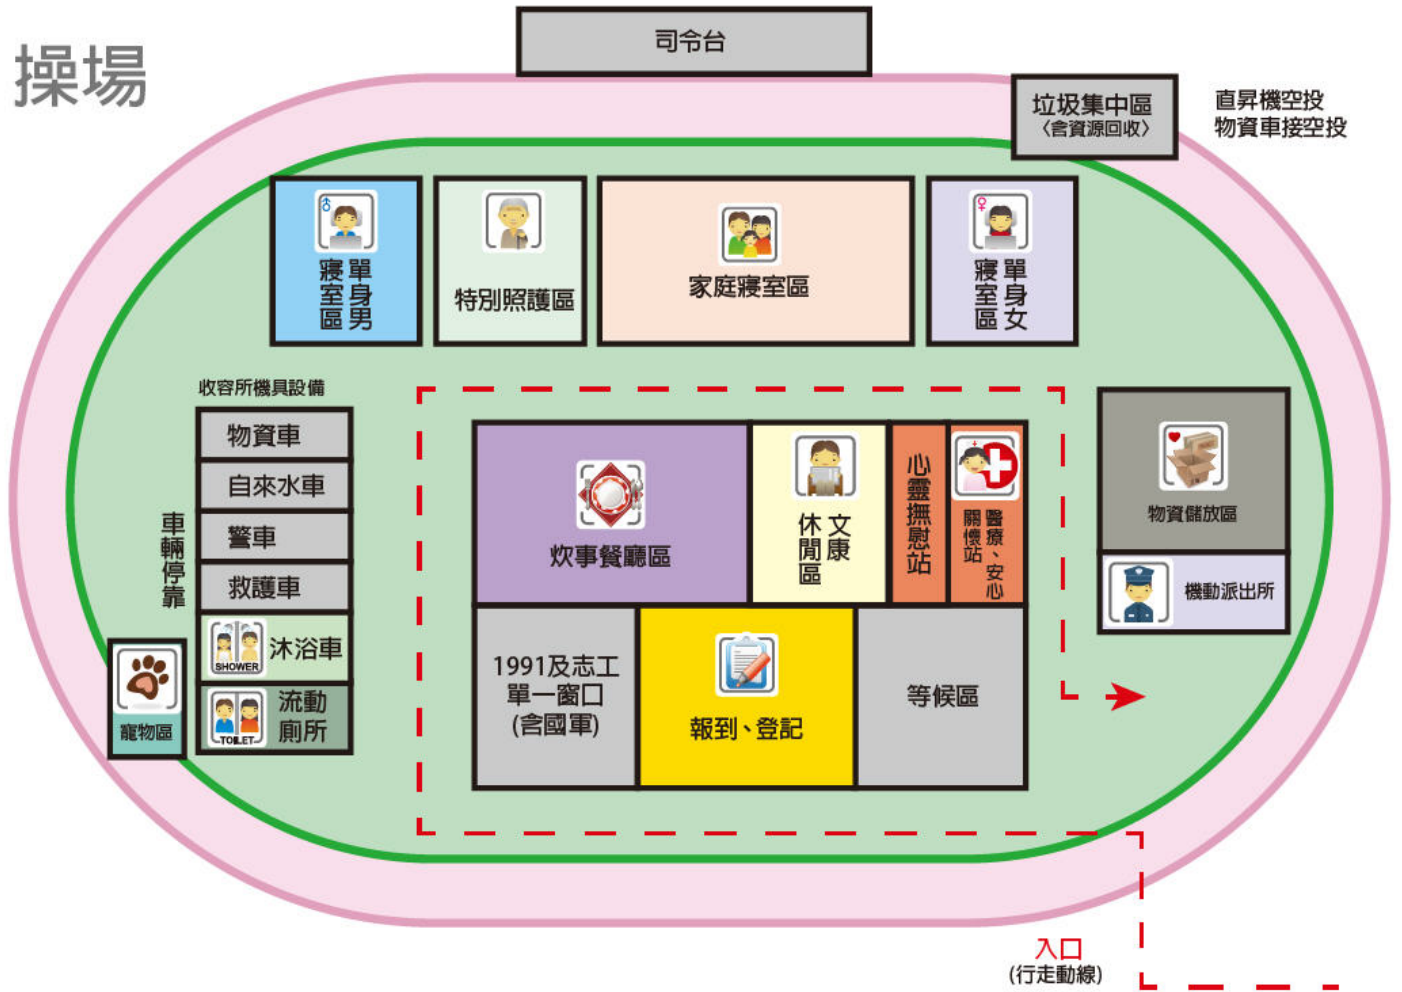 操場
司令台
垃圾集中區
〈含資源回收〉
直昇機空投
物資車接空投
單身男
寢室區
特別照護區
家庭寢室區
單身女
寢室區
收容所機具設備
物資車
自來水車
警車
救護車
SHOWER
沐浴車
TOILET
流動
廁所
車輛停靠
寵物區
炊事餐廳區
文康
休閒區
心靈撫慰站
醫療、安心
關懷站
1991及志工
單一窗口
(含國軍)
報到、登記
等候區
物資儲放區
機動派出所
入口
(行走動線)